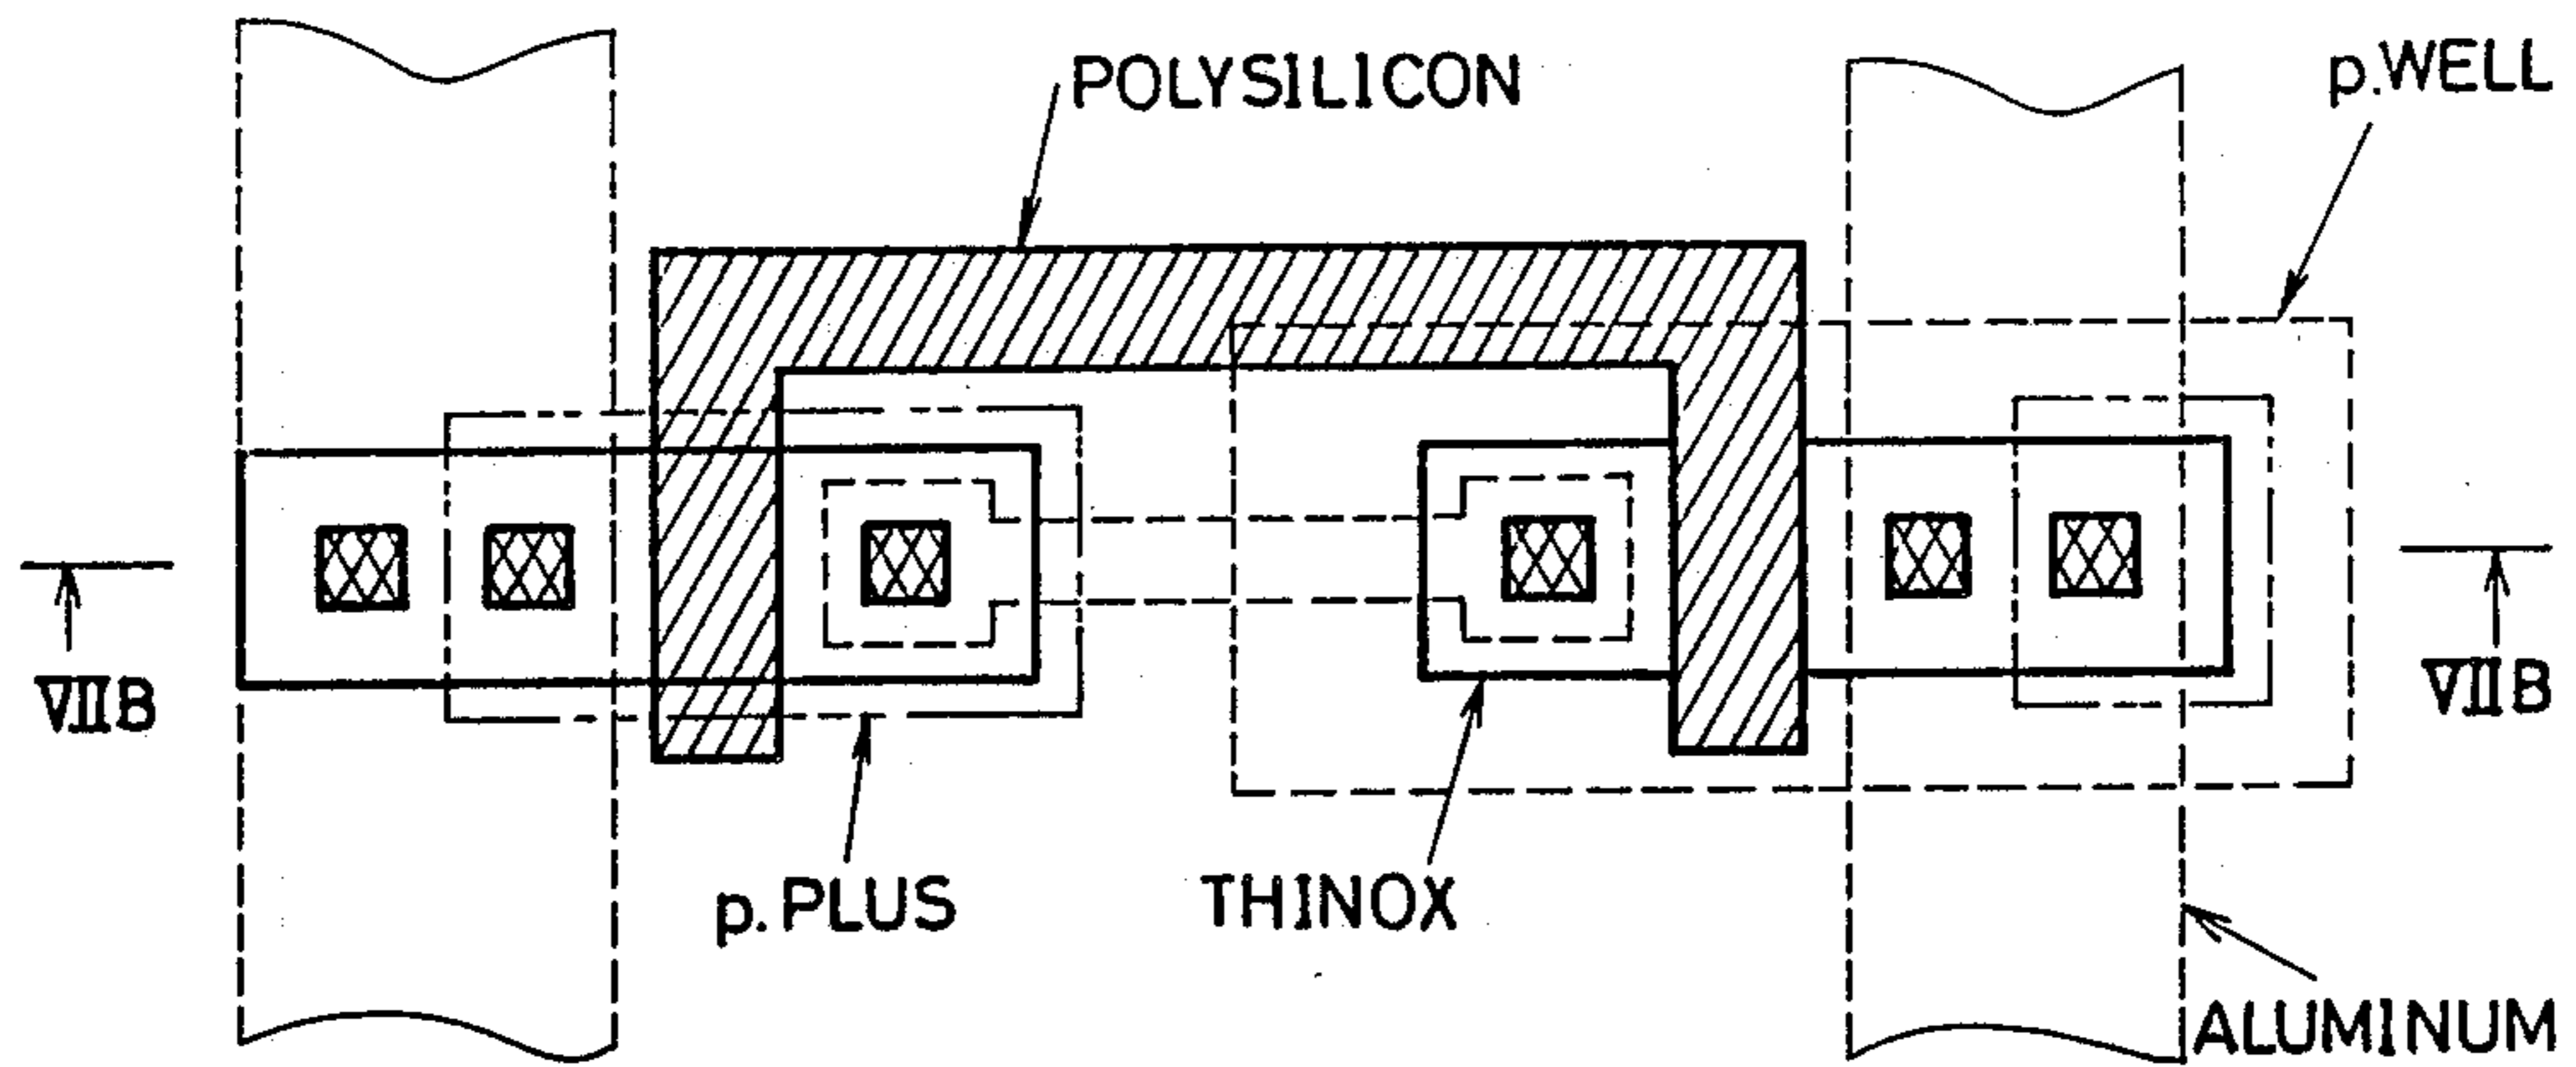 POLYSILICON
p.WELL
VIIB
VIIB
p.PLUS
THINOX
ALUMINUM